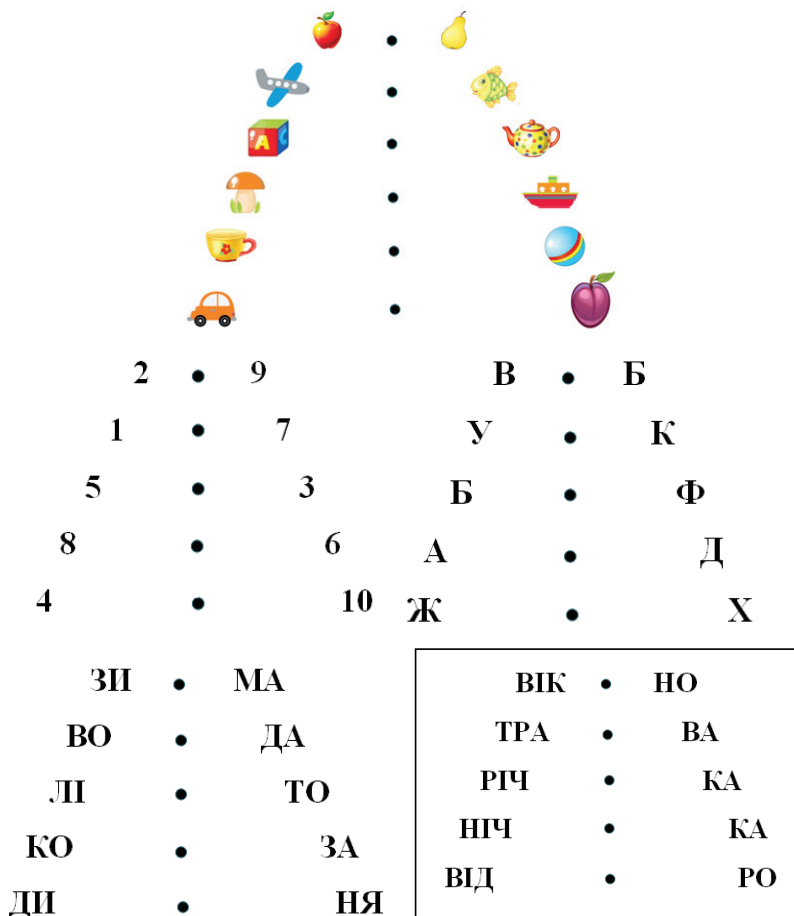 A C
2 9
1 7
5 3
8 6
4 10
В Б
У К
Б Ф
А Д
Ж Х
ЗИ МА
ВО ДА
ЛІ ТО
КО ЗА
ДИ НЯ
ВІК НО
ТРА ВА
РІЧ КА
НІЧ КА
ВІД РО